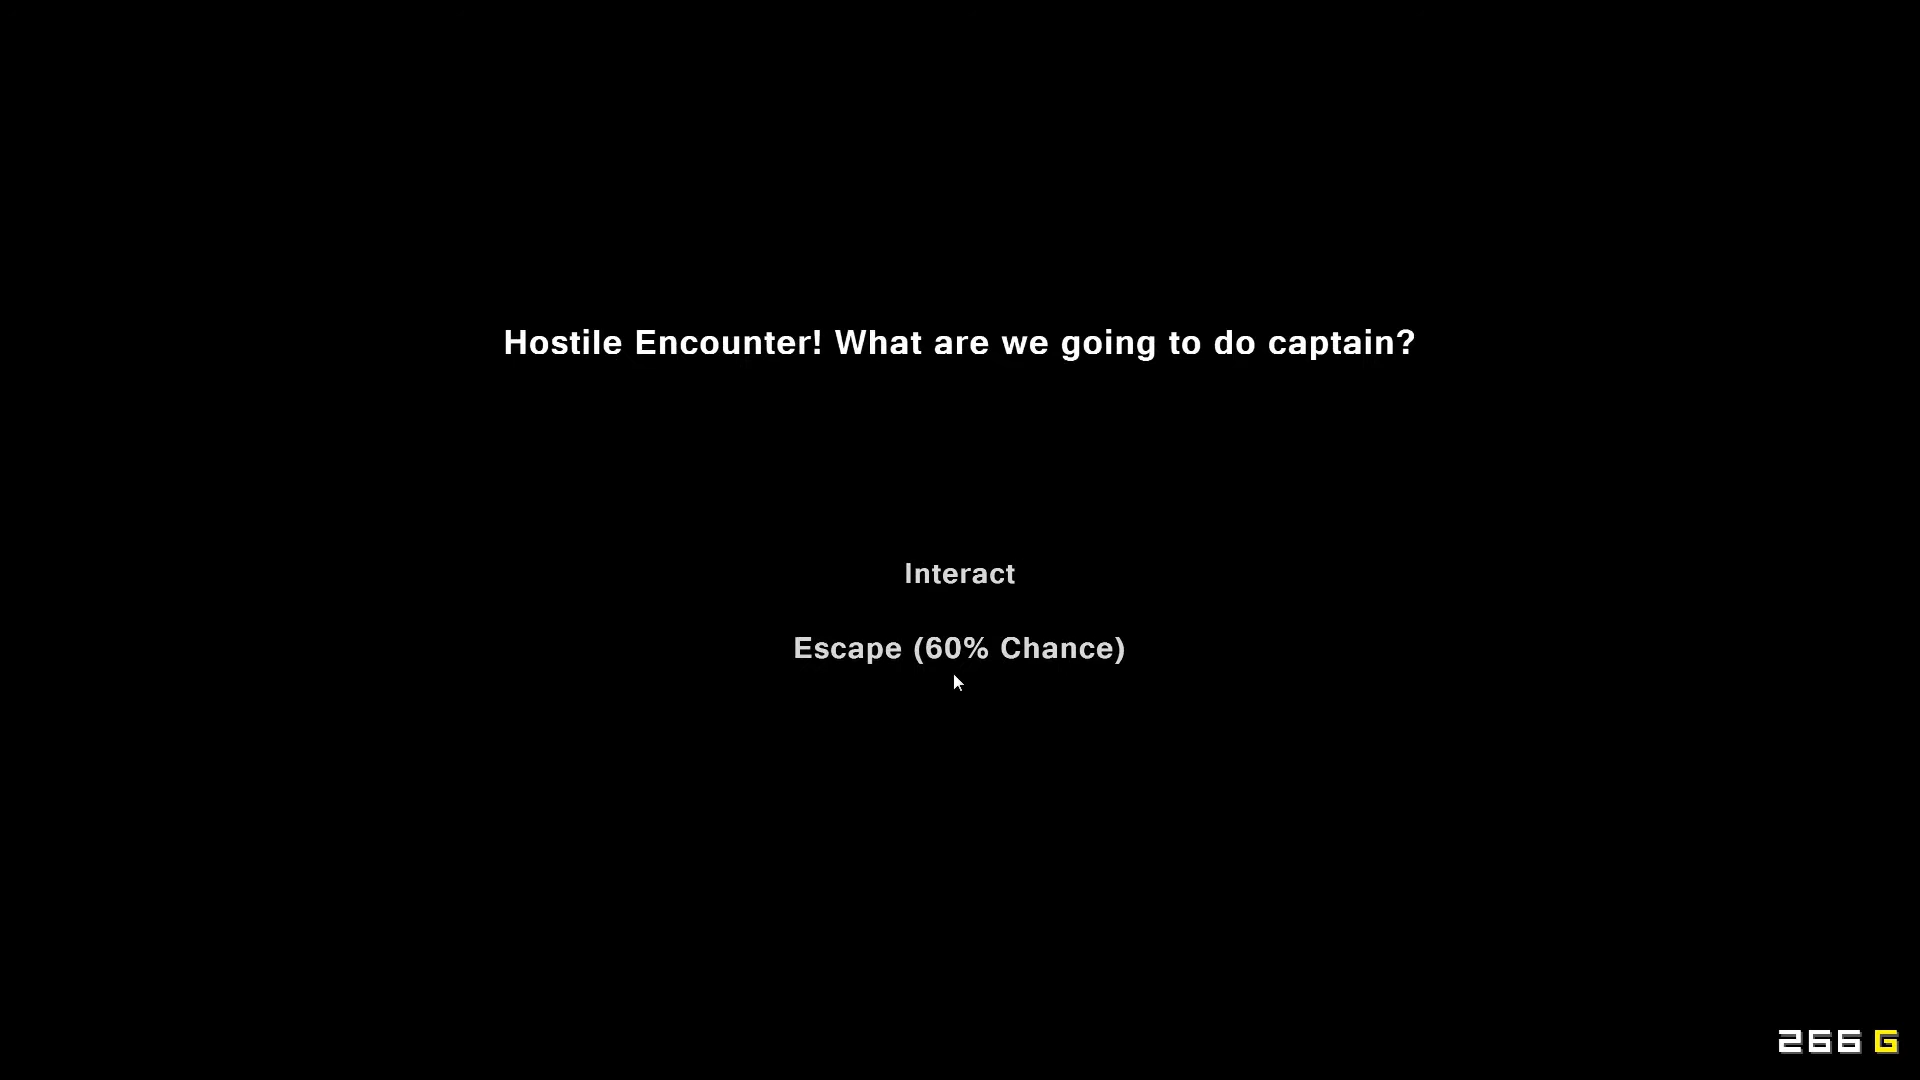 Hostile Encounter! What are we going to do captain?
Interact
Escape (60% Chance)
266 G